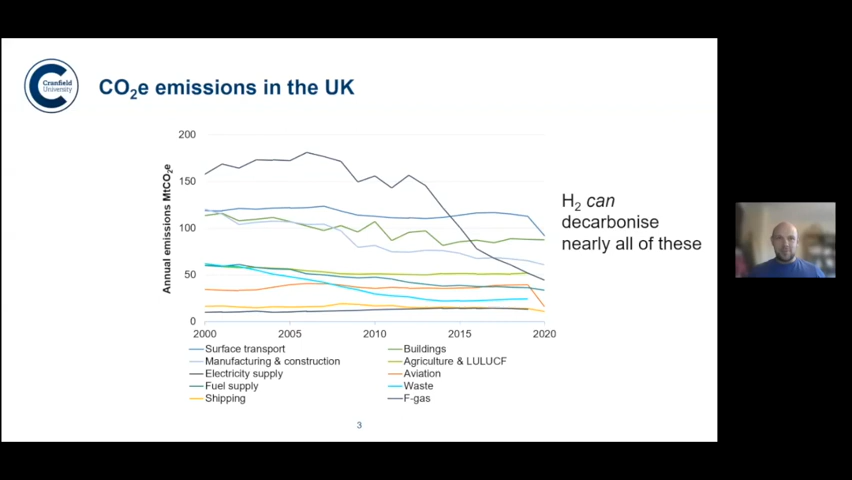 Cranfield
University
CO₂e emissions in the UK
Annual emissions MtCO₂e
200
150
100
50
0
2000 2005 2010 2015 2020
Surface transport Buildings
Manufacturing & construction Agriculture & LULUCF
Electricity supply Aviation
Fuel supply Waste
Shipping F-gas
H₂ can
decarbonise
nearly all of these
3